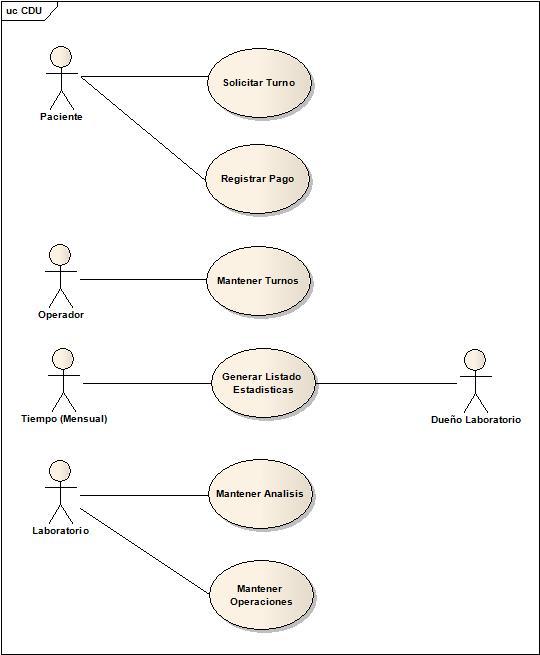 uc CDU
Solicitar Turno
Paciente
Registrar Pago
Mantener Turnos
Operador
Generar Listado
Estadisticas
Tiempo (Mensual)
Dueño Laboratorio
Mantener Analisis
Laboratorio
Mantener
Operaciones